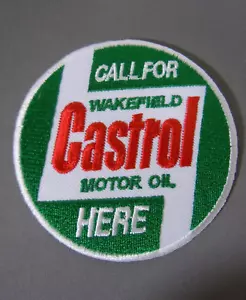 CALL FOR
WAKEFIELD
Castrol
MOTOR OIL
HERE